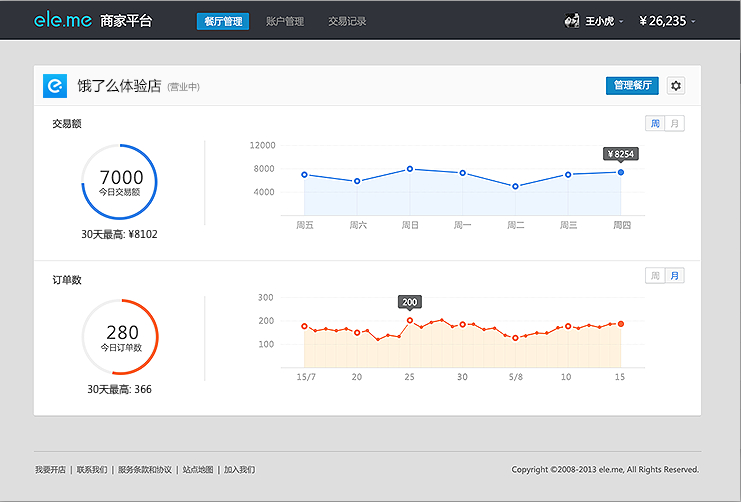 ele.me 商家平台 餐厅管理 账户管理 交易记录 王小虎 ¥26,235
饿了么体验店 (营业中) 管理餐厅
交易额 周 月
7000
今日交易额
30天最高: ¥8102
12000
8000
4000
¥8254
周五 周六 周日 周一 周二 周三 周四
订单数 周 月
280
今日订单数
30天最高: 366
300
200
100
200
15/7 20 25 30 5/8 10 15
我要开店 | 联系我们 | 服务条款和协议 | 站点地图 | 加入我们 Copyright ©2008-2013 ele.me, All Rights Reserved.